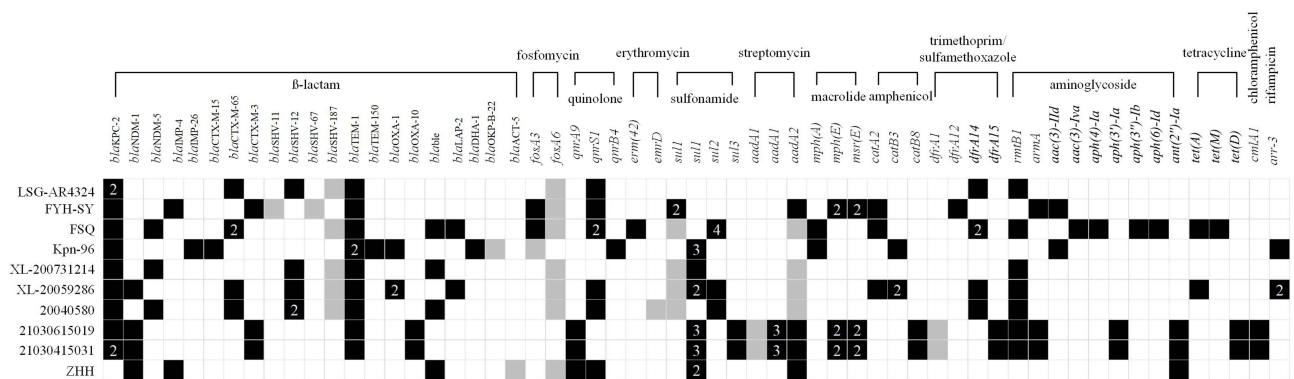 ß-lactam
fosfomycin
quinolone
erythromycin
sulfonamide
streptomycin
macrolide
amphenicol
trimethoprim/
sulfamethoxazole
aminoglycoside
tetracycline
chloramphenicol
rifampicin
blaKPC-2
blaNDM-1
blaNDM-5
blaIMP-4
blaIMP-26
blaCTX-M-15
blaCTX-M-65
blaCTX-M-3
blaSHV-11
blaSHV-12
blaSHV-67
blaSHV-187
blaTEM-1
blaTEM-150
blaOXA-1
blaOXA-10
blable
blaLAP-2
blaDHA-1
blaOKP-B-22
blaACT-5
fosA3
fosA6
qnrA9
qnrS1
qnrB4
erm(42)
emrD
sul1
sul1
sul2
sul3
aadA1
aadA1
aadA2
mph(A)
mph(E)
msr(E)
catA2
catB3
catB8
dfrA1
dfrA12
dfrA14
dfrA15
rmtB1
armA
aac(3)-IId
aac(3)-Iva
aph(4)-Ia
aph(3')-Ia
aph(3'')-Ib
aph(6)-Id
ant(2'')-Ia
tet(A)
tet(M)
tet(D)
cmlA1
arr-3
LSG-AR4324 2
FYH-SY 2 2 2
FSQ 2 2 4 2
Kpn-96 2 3
XL-200731214
XL-20059286 2 2 2 2
20040580 2
21030615019 3 3 2 2
21030415031 2 3 3 2 2
ZHH 2